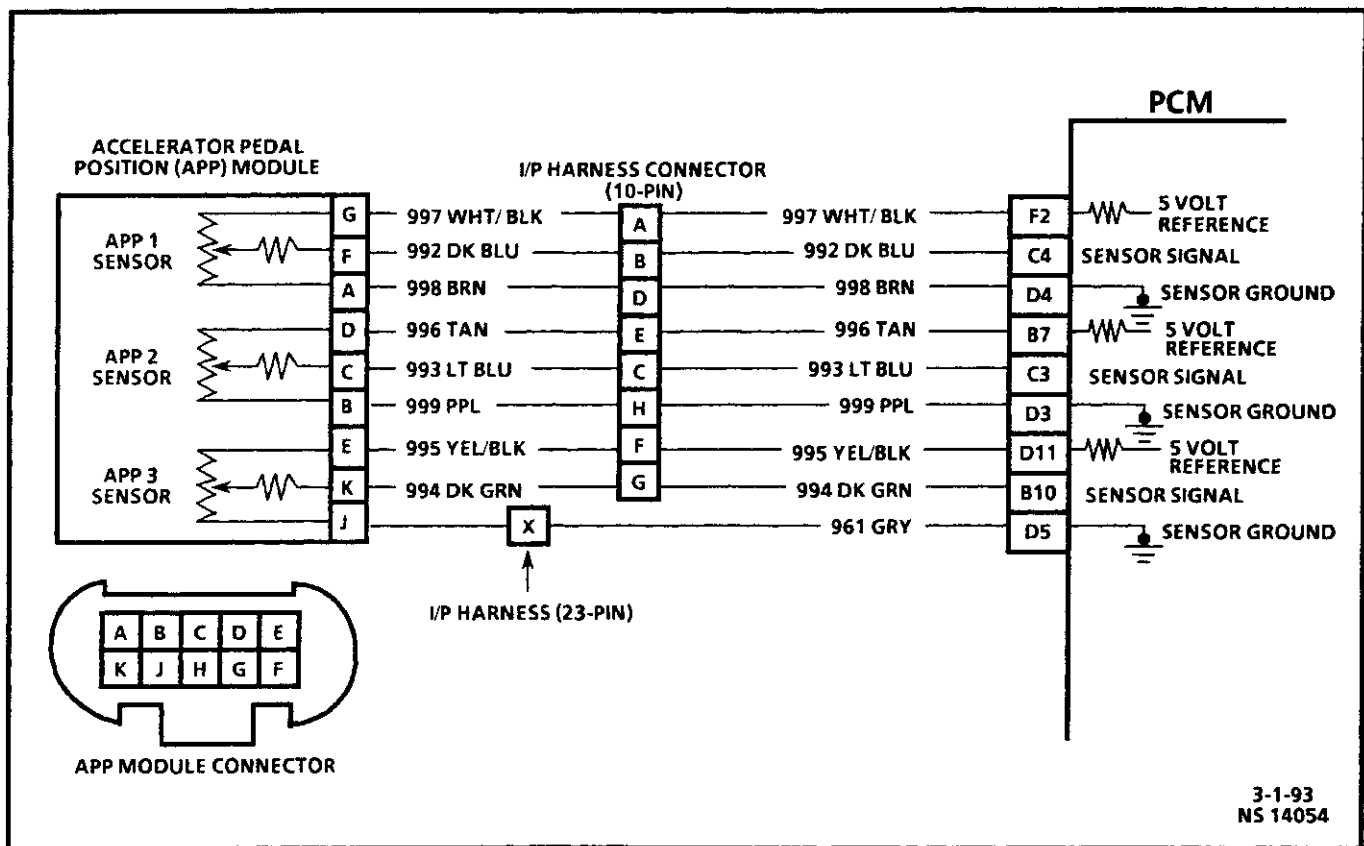 PCM
ACCELERATOR PEDAL
POSITION (APP) MODULE
I/P HARNESS CONNECTOR
(10-PIN)
APP 1
SENSOR
G
997 WHT/ BLK
A
997 WHT/ BLK
F2
5 VOLT
REFERENCE
F
992 DK BLU
B
992 DK BLU
C4
SENSOR SIGNAL
A
998 BRN
D
998 BRN
D4
SENSOR GROUND
APP 2
SENSOR
D
996 TAN
E
996 TAN
B7
5 VOLT
REFERENCE
C
993 LT BLU
C
993 LT BLU
C3
SENSOR SIGNAL
B
999 PPL
H
999 PPL
D3
SENSOR GROUND
APP 3
SENSOR
E
995 YEL/BLK
F
995 YEL/BLK
D11
5 VOLT
REFERENCE
K
994 DK GRN
G
994 DK GRN
B10
SENSOR SIGNAL
J
X
961 GRY
D5
SENSOR GROUND
I/P HARNESS (23-PIN)
A B C D E
K J H G F
APP MODULE CONNECTOR
3-1-93
NS 14054